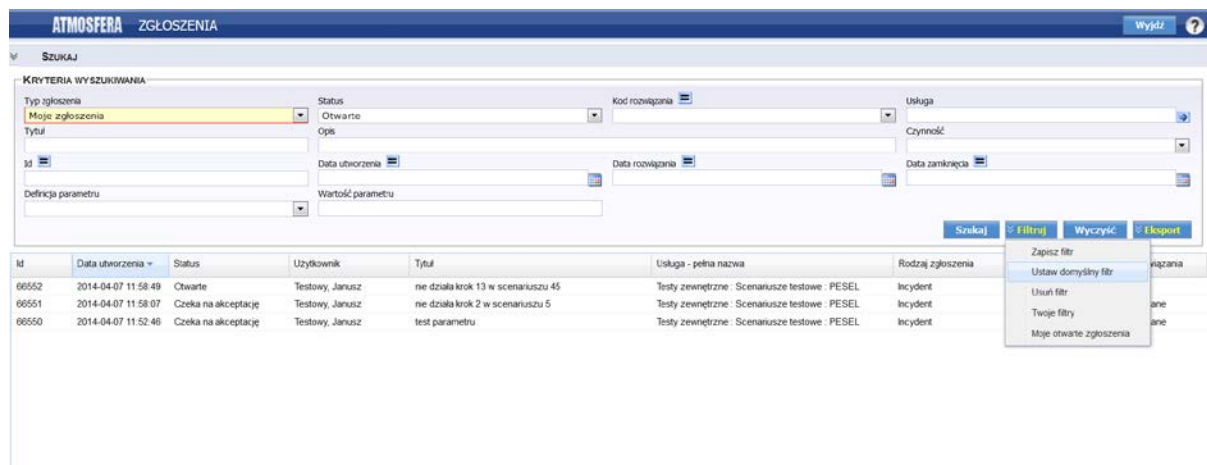 ATMOSFERA ZGŁOSZENIA Wyjdź ?
SZUKAJ
KRYTERIA WYSZUKIWANIA
Typ zgłoszenia Status Kod rozwiązania Usługa
Moje zgłoszenia Otwarte
Tytuł Opis Czynność
Id Data utworzenia Data rozwiązania Data zamknięcia
Definicja parametru Wartość parametru
Szukaj Filtruj Wyczyść Eksport
Zapisz filtr
Ustaw domyślny filtr
Usuń filtr
Twoje filtry
Moje otwarte zgłoszenia
Id Data utworzenia Status Użytkownik Tytuł Usługa - pełna nazwa Rodzaj zgłoszenia
66552 2014-04-07 11:58:49 Otwarte Testowy, Janusz nie działa krok 13 w scenariuszu 45 Testy zewnętrzne : Scenariusze testowe : PESEL Incydent
66551 2014-04-07 11:58:07 Czeka na akceptację Testowy, Janusz nie działa krok 2 w scenariuszu 5 Testy zewnętrzne : Scenariusze testowe : PESEL Incydent
66550 2014-04-07 11:52:46 Czeka na akceptację Testowy, Janusz test parametru Testy zewnętrzne : Scenariusze testowe : PESEL Incydent